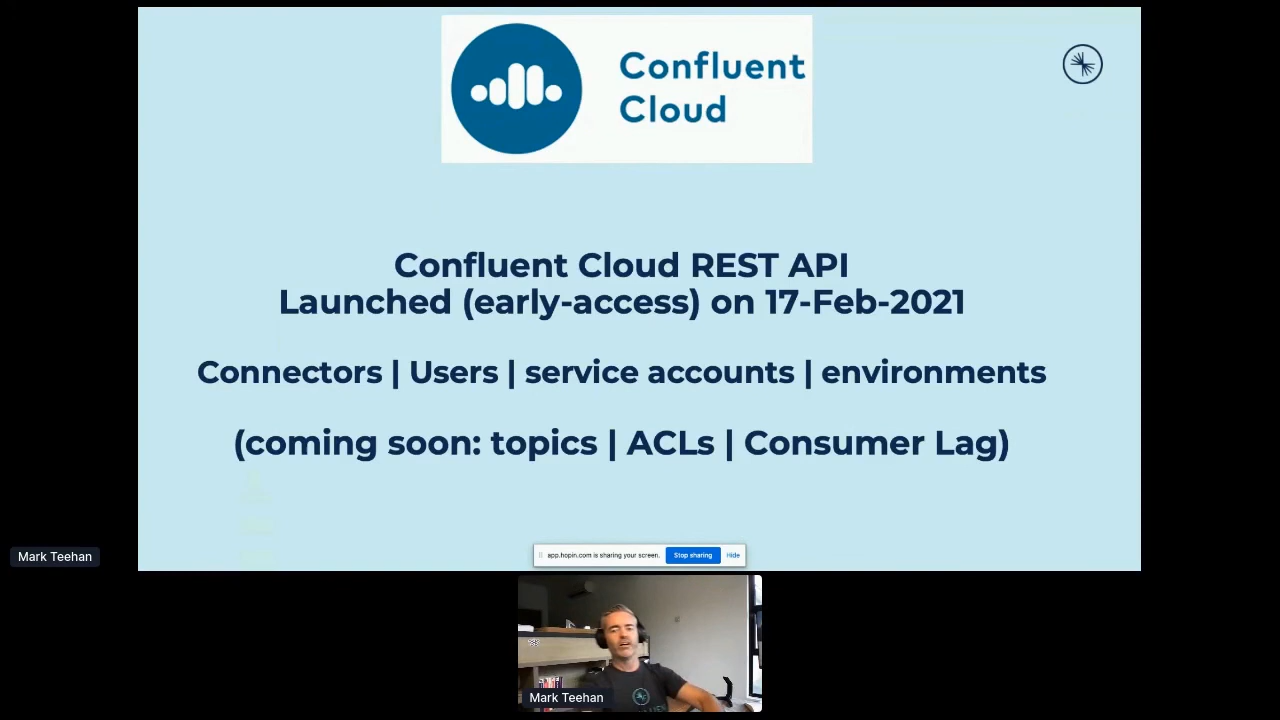 Confluent
Cloud
Confluent Cloud REST API
Launched (early-access) on 17-Feb-2021
Connectors | Users | service accounts | environments
(coming soon: topics | ACLs | Consumer Lag)
app.hopin.com is sharing your screen. Stop sharing Hide
Mark Teehan
Mark Teehan